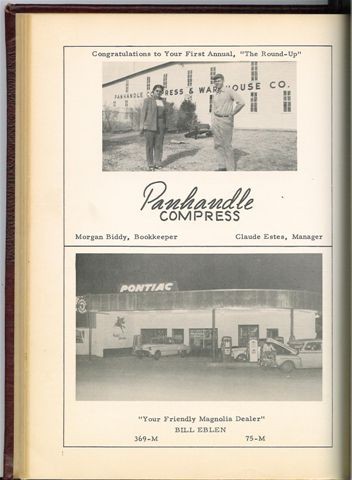 Congratulations to Your First Annual, "The Round-Up"
PANHANDLE COMPRESS & WAREHOUSE CO.
Panhandle
COMPRESS
Morgan Biddy, Bookkeeper Claude Estes, Manager
PONTIAC
"Your Friendly Magnolia Dealer"
BILL EBLEN
369-M 75-M